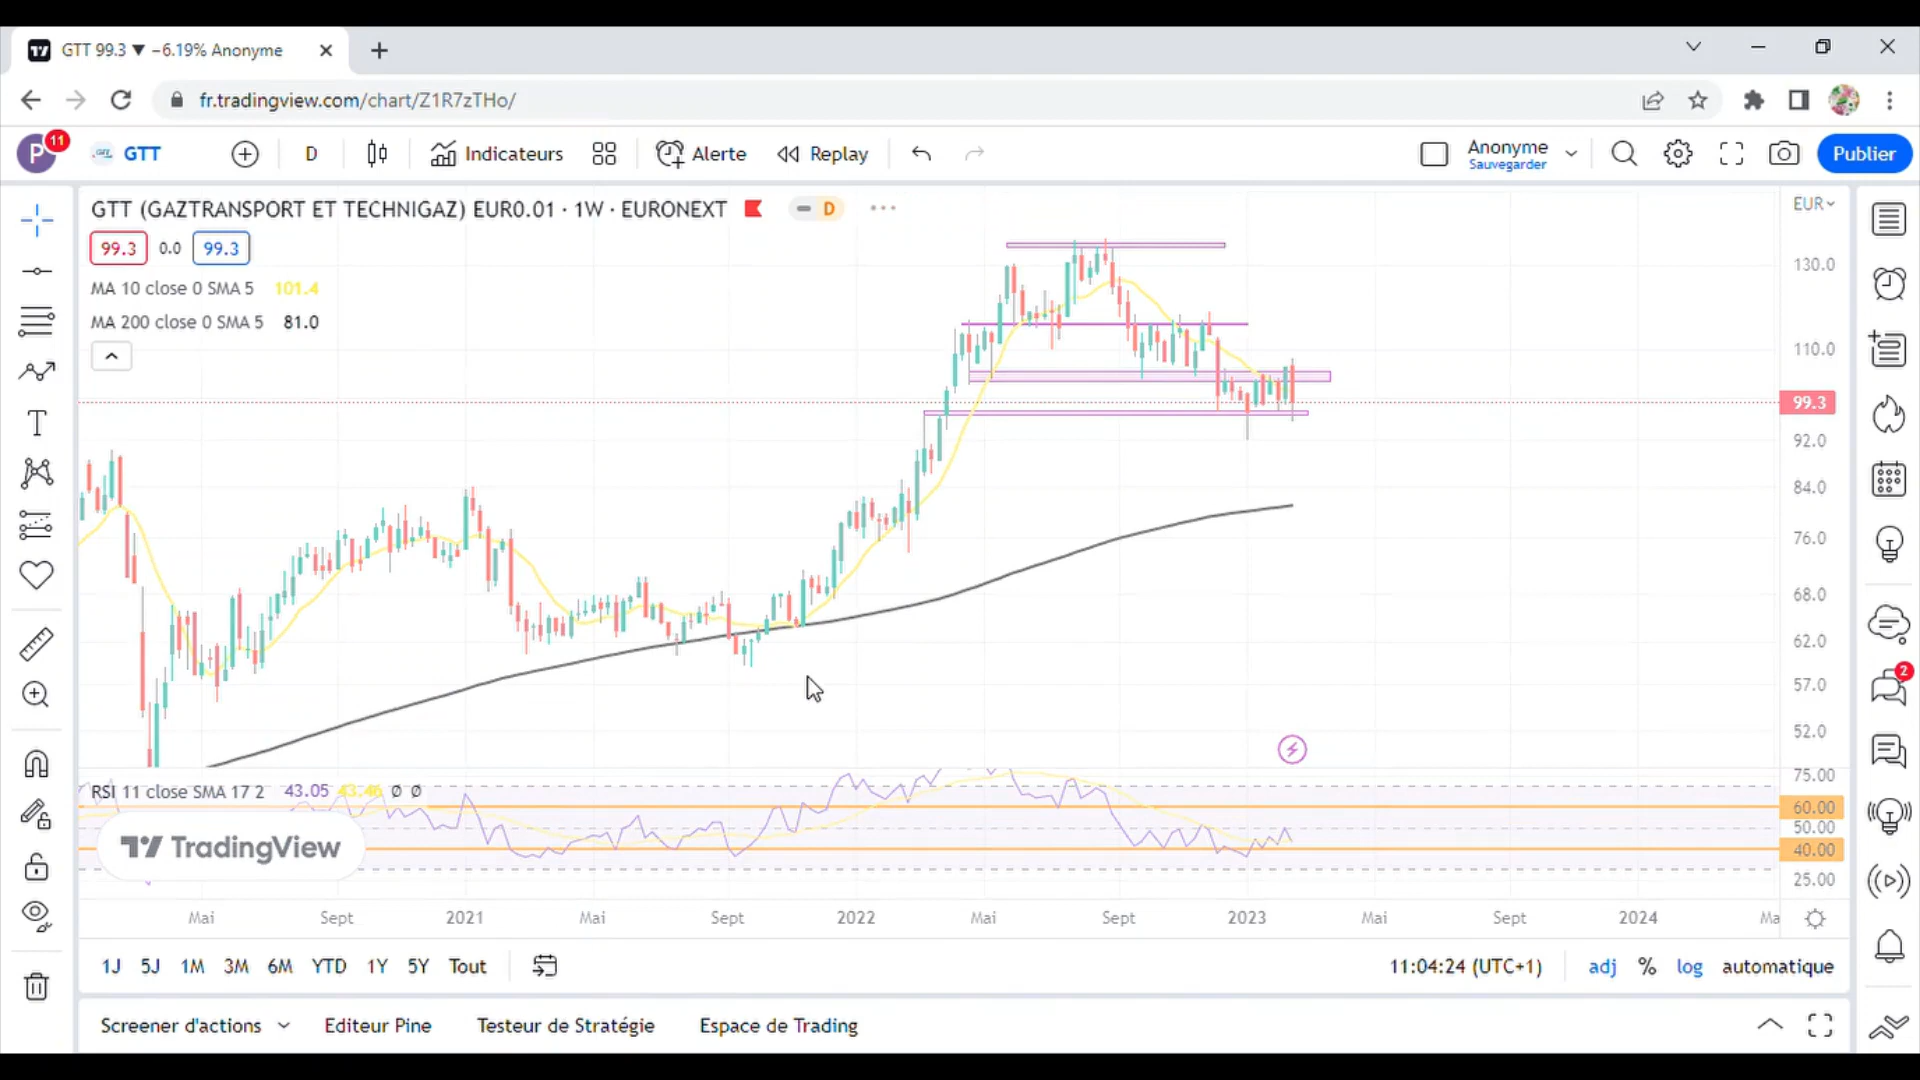 GTT 99.3 ▼ −6.19% Anonyme
fr.tradingview.com/chart/Z1R7zTHo/
P 11 GTT D Indicateurs Alerte Replay Anonyme Sauvegarder Publier
GTT (GAZTRANSPORT ET TECHNIGAZ) EUR0.01 · 1W · EURONEXT D
EUR
99.3 0.0 99.3
MA 10 close 0 SMA 5 101.4
MA 200 close 0 SMA 5 81.0
130.0
110.0
99.3
92.0
84.0
76.0
68.0
62.0
57.0
52.0
2
RSI 11 close SMA 17 2 43.05 43.46 Ø Ø
75.00
60.00
50.00
40.00
25.00
TradingView
Mai Sept 2021 Mai Sept 2022 Mai Sept 2023 Mai Sept 2024 Ma
1J 5J 1M 3M 6M YTD 1Y 5Y Tout 11:04:24 (UTC+1) adj % log automatique
Screener d'actions Editeur Pine Testeur de Stratégie Espace de Trading